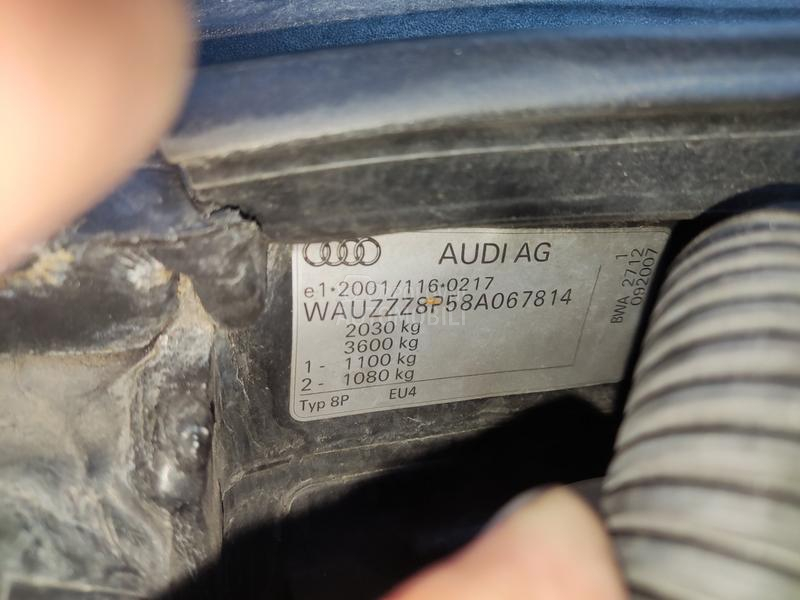 AUDI AG
e1*2001/116*0217
WAUZZZ8P58A067814
2030 kg
3600 kg
1 - 1100 kg
2 - 1080 kg
Typ 8P EU4
BWA 2712 1
092007